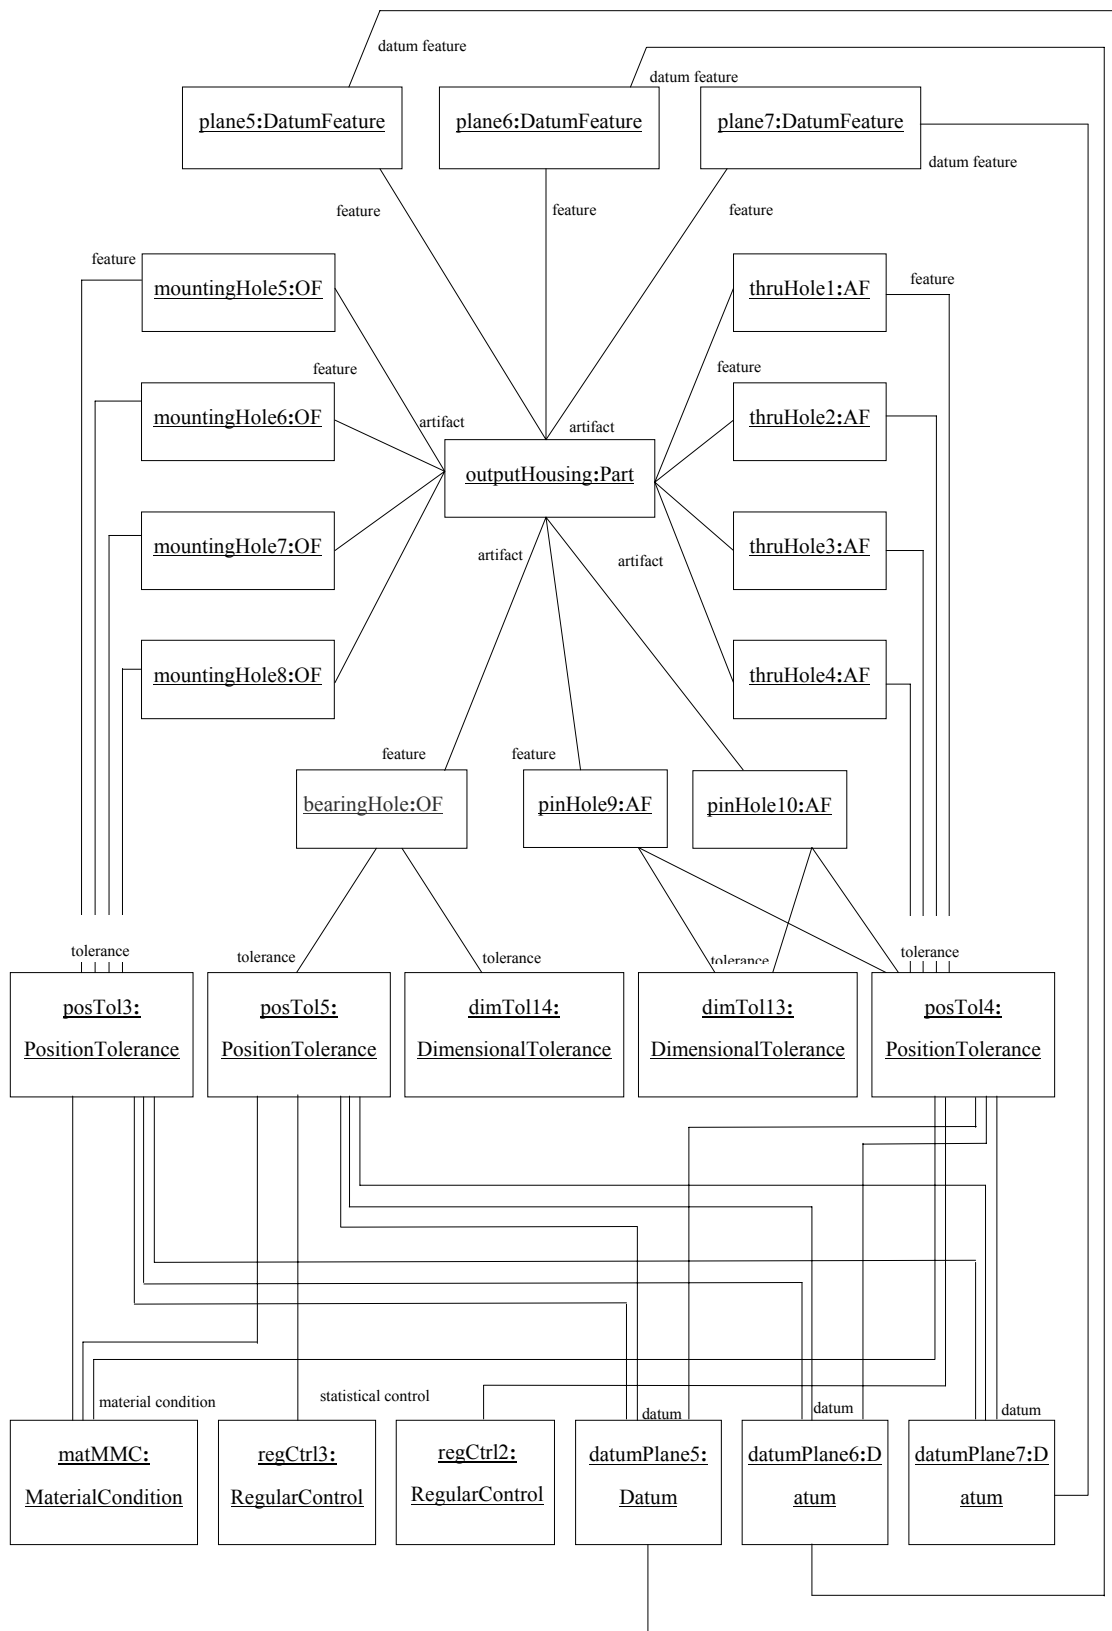 datum feature
datum feature
plane5:DatumFeature
plane6:DatumFeature
plane7:DatumFeature
datum feature
feature
feature
feature
feature
mountingHole5:OF
thruHole1:AF
feature
feature
feature
mountingHole6:OF
thruHole2:AF
artifact
artifact
outputHousing:Part
mountingHole7:OF
thruHole3:AF
artifact
artifact
mountingHole8:OF
thruHole4:AF
feature
feature
bearingHole:OF
pinHole9:AF
pinHole10:AF
tolerance
tolerance
tolerance
tolerance
tolerance
posTol3:
PositionTolerance
posTol5:
PositionTolerance
dimTol14:
DimensionalTolerance
dimTol13:
DimensionalTolerance
posTol4:
PositionTolerance
material condition
statistical control
datum
datum
datum
matMMC:
MaterialCondition
regCtrl3:
RegularControl
regCtrl2:
RegularControl
datumPlane5:
Datum
datumPlane6:D
atum
datumPlane7:D
atum